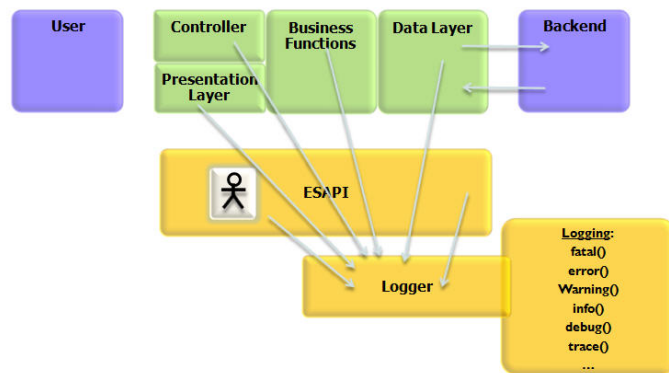 User
Controller
Business
Functions
Data Layer
Backend
Presentation
Layer
ESAPI
Logger
Logging:
fatal()
error()
Warning()
info()
debug()
trace()
...